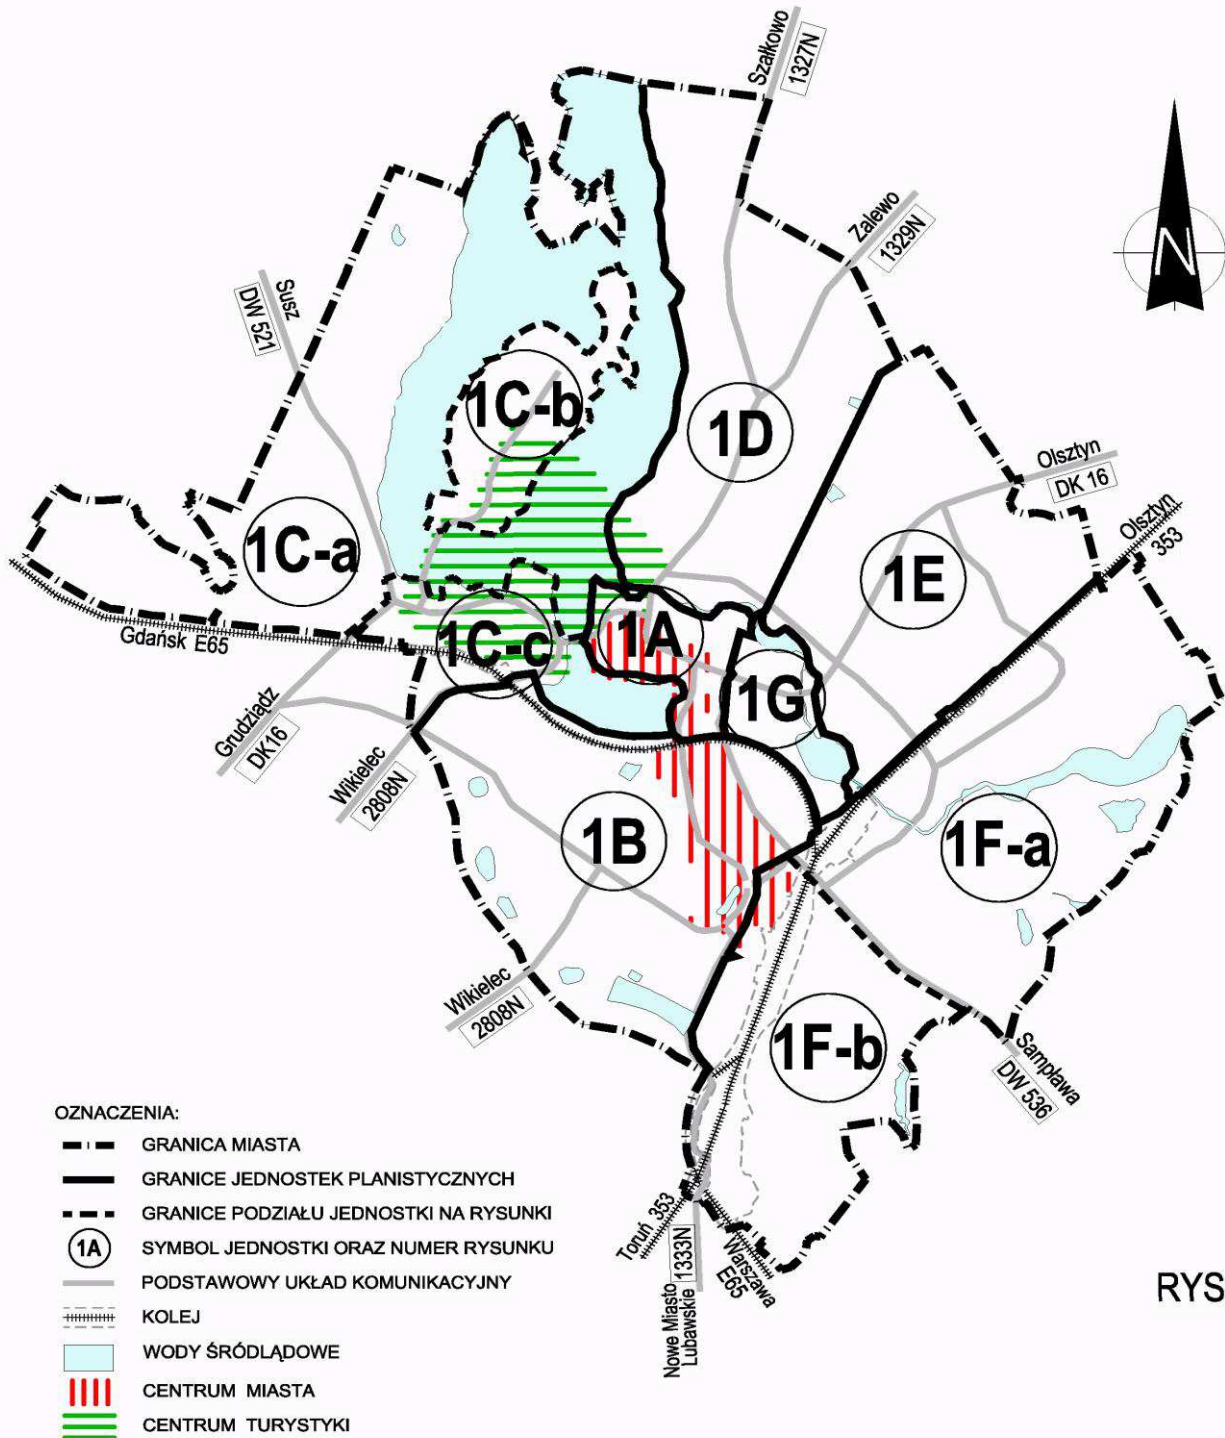 Szałkowo
1327N
Zalewo
1329N
N
Susz
DW 521
1C-b
1D
Olsztyn
DK 16
Olsztyn
353
1C-a
1E
Gdańsk E65
1C-c
1A
1G
Grudziądz
DK16
Wikielec
2808N
1B
1F-a
Wikielec
2808N
1F-b
Sampława
DW 536
Toruń 353
1333N
Nowe Miasto
Lubawskie
Warszawa
E65
RYS
OZNACZENIA:
GRANICA MIASTA
GRANICE JEDNOSTEK PLANISTYCZNYCH
GRANICE PODZIAŁU JEDNOSTKI NA RYSUNKI
1A SYMBOL JEDNOSTKI ORAZ NUMER RYSUNKU
PODSTAWOWY UKŁAD KOMUNIKACYJNY
KOLEJ
WODY ŚRÓDLĄDOWE
CENTRUM MIASTA
CENTRUM TURYSTYKI